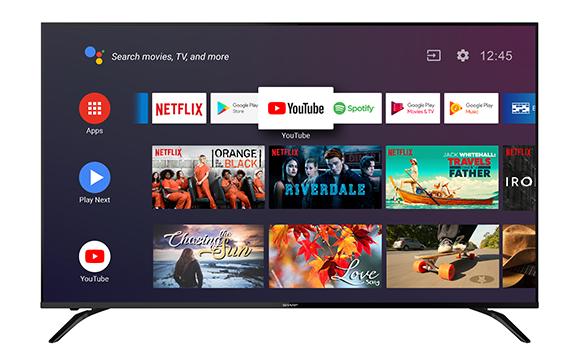 Search movies, TV, and more
12:45
Apps
NETFLIX
Google Play
Store
YouTube
Spotify
Google Play
Movies & TV
Google Play
Music
YouTube
Play Next
NETFLIX
ORANGE
is the new
BLACK
NETFLIX
RIVERDALE
NETFLIX
JACK WHITEHALL:
TRAVELS
WITH MY
FATHER
IRO
YouTube
Chasing
the
Sun
Love
Song
SHARP